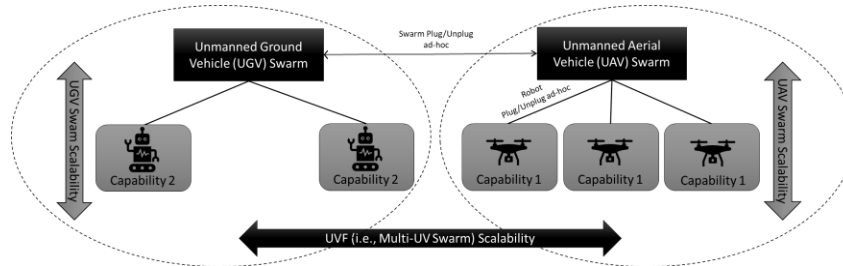 Swarm Plug/Unplug
ad-hoc
Unmanned Ground
Vehicle (UGV) Swarm
Unmanned Aerial
Vehicle (UAV) Swarm
Robot
Plug/Unplug ad-hoc
UGV Swam Scalability
UAV Swarm Scalability
Capability 2
Capability 2
Capability 1
Capability 1
Capability 1
UVF (i.e., Multi-UV Swarm) Scalability